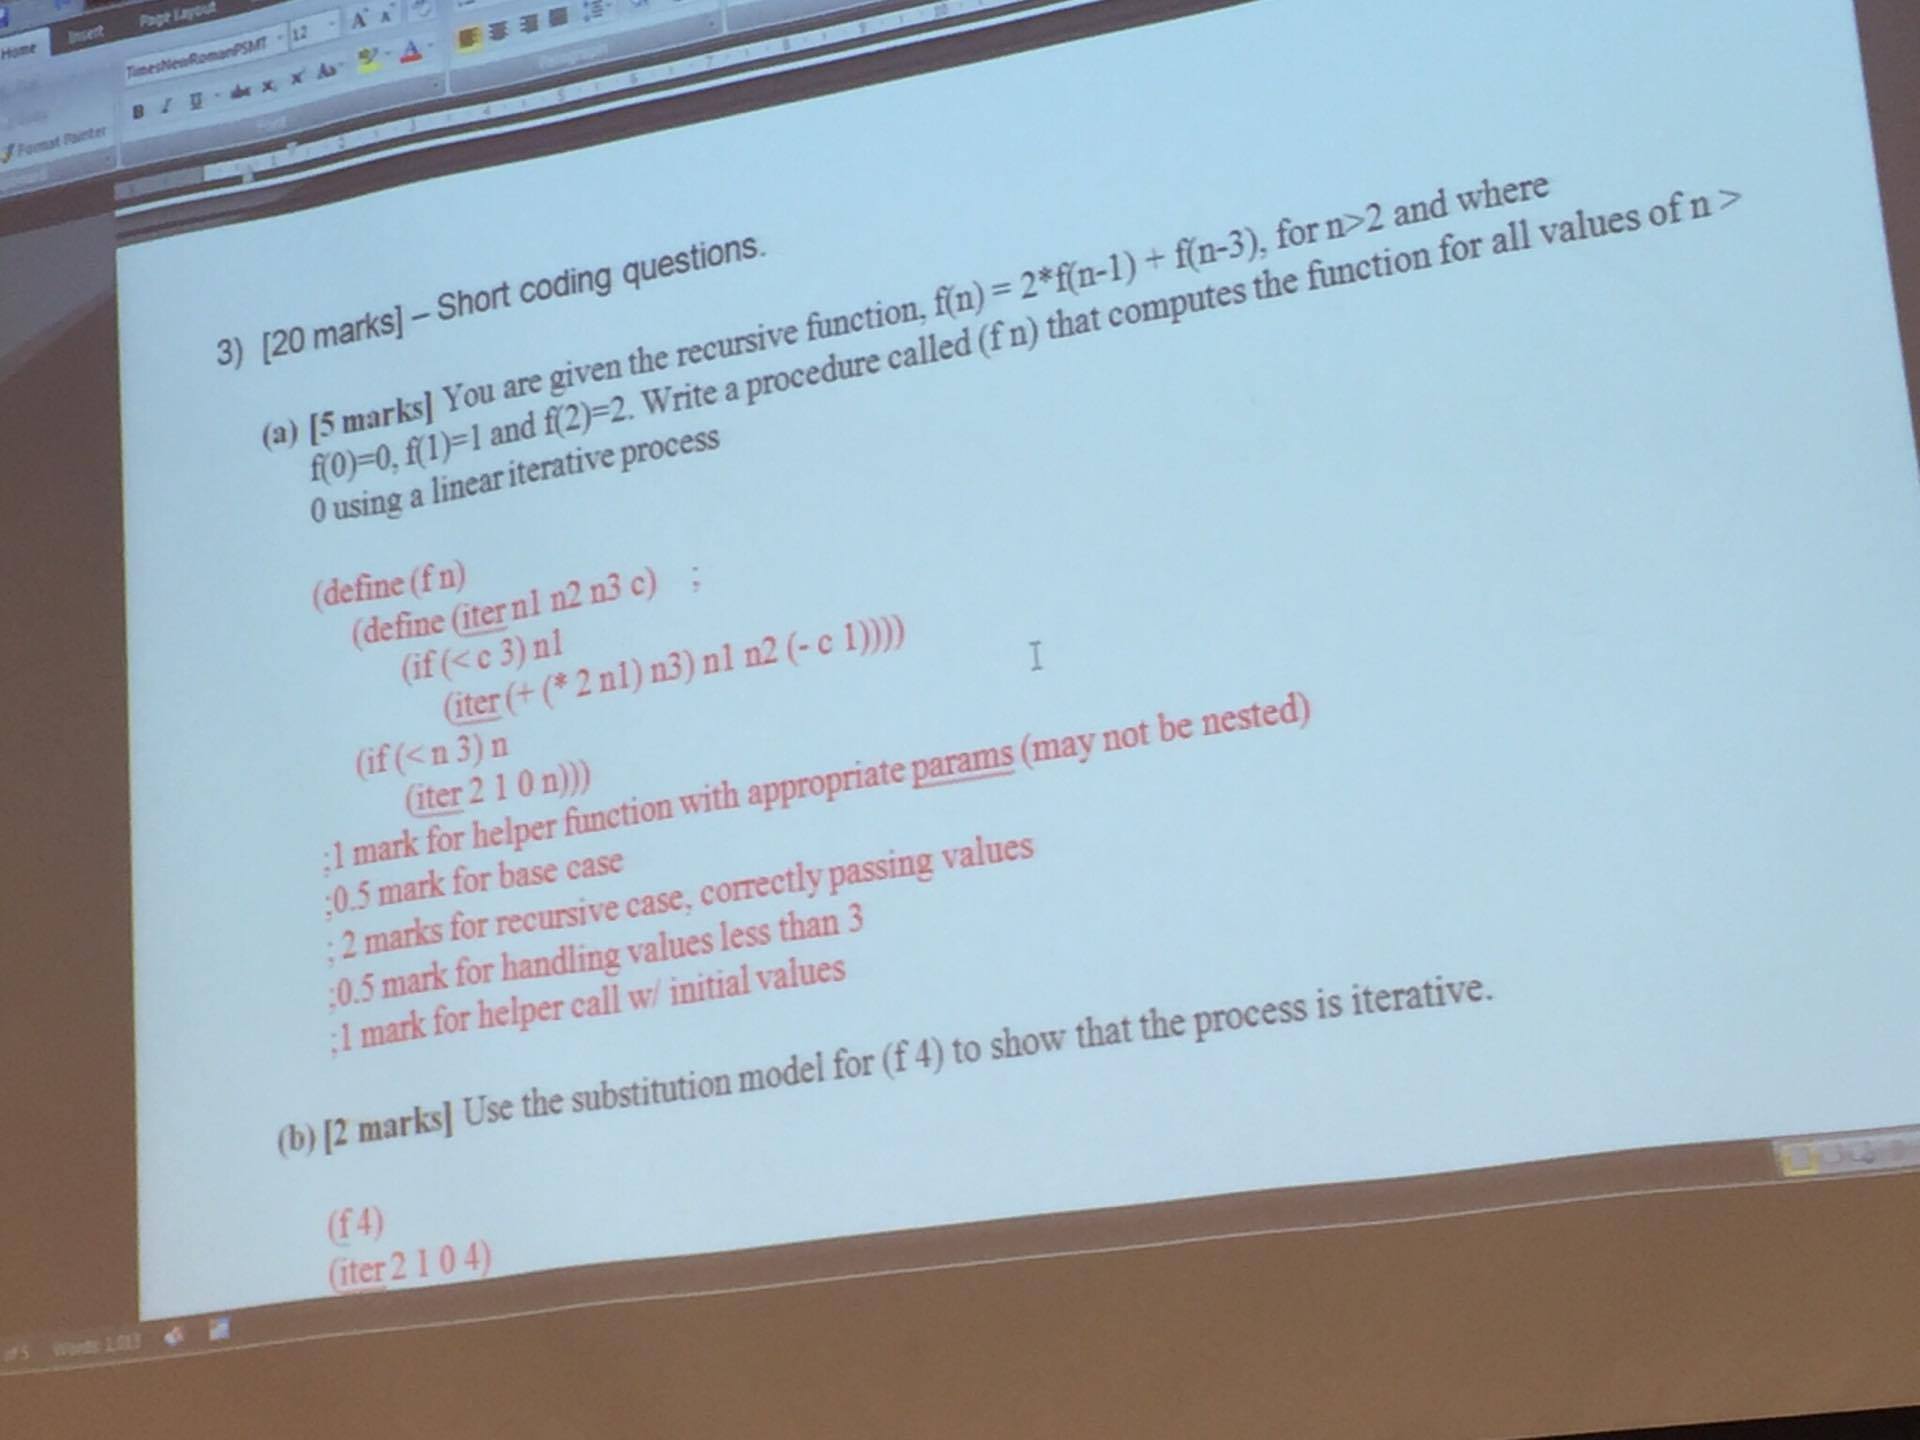 Home Insert Page Layout
TimesNewRomanPSMT 12
Format Painter
3) [20 marks] – Short coding questions.
(a) [5 marks] You are given the recursive function, f(n) = 2*f(n-1) + f(n-3), for n>2 and where
f(0)=0, f(1)=1 and f(2)=2. Write a procedure called (f n) that computes the function for all values of n >
0 using a linear iterative process
(define (f n)
(define (iter n1 n2 n3 c) ;
(if (< c 3) n1
(iter (+ (* 2 n1) n3) n1 n2 (- c 1))))
(if (< n 3) n
(iter 2 1 0 n)))
;1 mark for helper function with appropriate params (may not be nested)
;0.5 mark for base case
; 2 marks for recursive case, correctly passing values
;0.5 mark for handling values less than 3
;1 mark for helper call w/ initial values
(b) [2 marks] Use the substitution model for (f 4) to show that the process is iterative.
(f 4)
(iter 2 1 0 4)
of 5 Words: 1,013